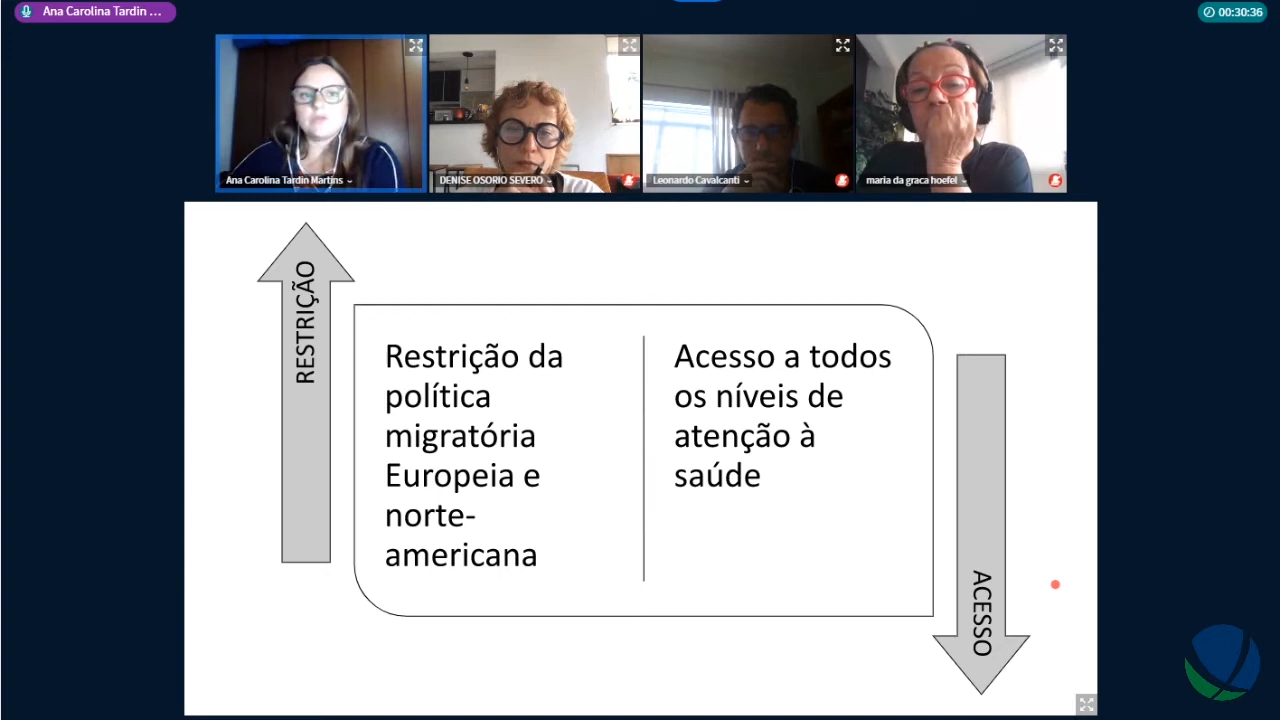 Ana Carolina Tardin ...
00:30:36
Ana Carolina Tardin Martins
DENISE OSORIO SEVERO
Leonardo Cavalcanti
maria da graca hoefel
RESTRIÇÃO
Restrição da
política
migratória
Europeia e
norte-
americana
Acesso a todos
os níveis de
atenção à
saúde
ACESSO